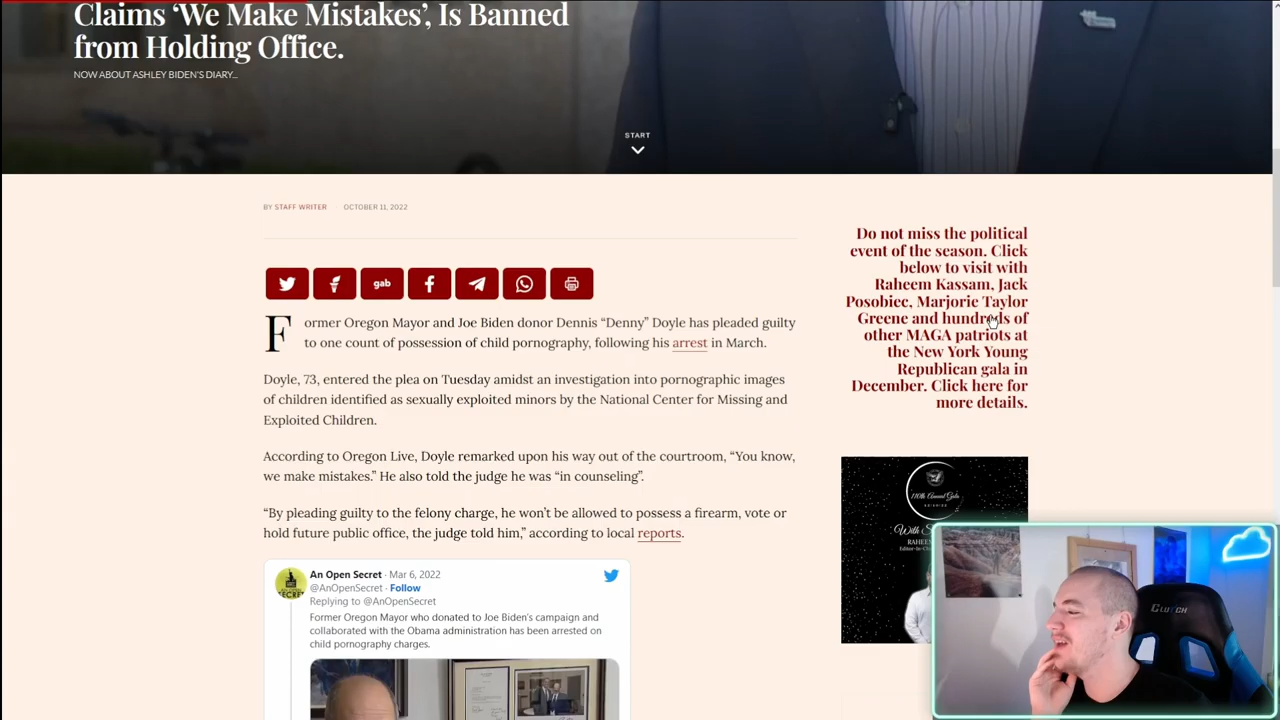 Claims ‘We Make Mistakes’, Is Banned
from Holding Office.
NOW ABOUT ASHLEY BIDEN'S DIARY...
START
BY STAFF WRITER
OCTOBER 11, 2022
gab
Former Oregon Mayor and Joe Biden donor Dennis “Denny” Doyle has pleaded guilty
to one count of possession of child pornography, following his arrest in March.
Doyle, 73, entered the plea on Tuesday amidst an investigation into pornographic images
of children identified as sexually exploited minors by the National Center for Missing and
Exploited Children.
According to Oregon Live, Doyle remarked upon his way out of the courtroom, “You know,
we make mistakes.” He also told the judge he was “in counseling”.
“By pleading guilty to the felony charge, he won’t be allowed to possess a firearm, vote or
hold future public office, the judge told him,” according to local reports.
An Open Secret · Mar 6, 2022
@AnOpenSecret · Follow
Replying to @AnOpenSecret
Former Oregon Mayor who donated to Joe Biden's campaign and
collaborated with the Obama administration has been arrested on
child pornography charges.
Do not miss the political
event of the season. Click
below to visit with
Raheem Kassam, Jack
Posobiec, Marjorie Taylor
Greene and hundreds of
other MAGA patriots at
the New York Young
Republican gala in
December. Click here for
more details.
110th Annual Gala
With S
RAHEE
Editor-In-C
CLUTCH